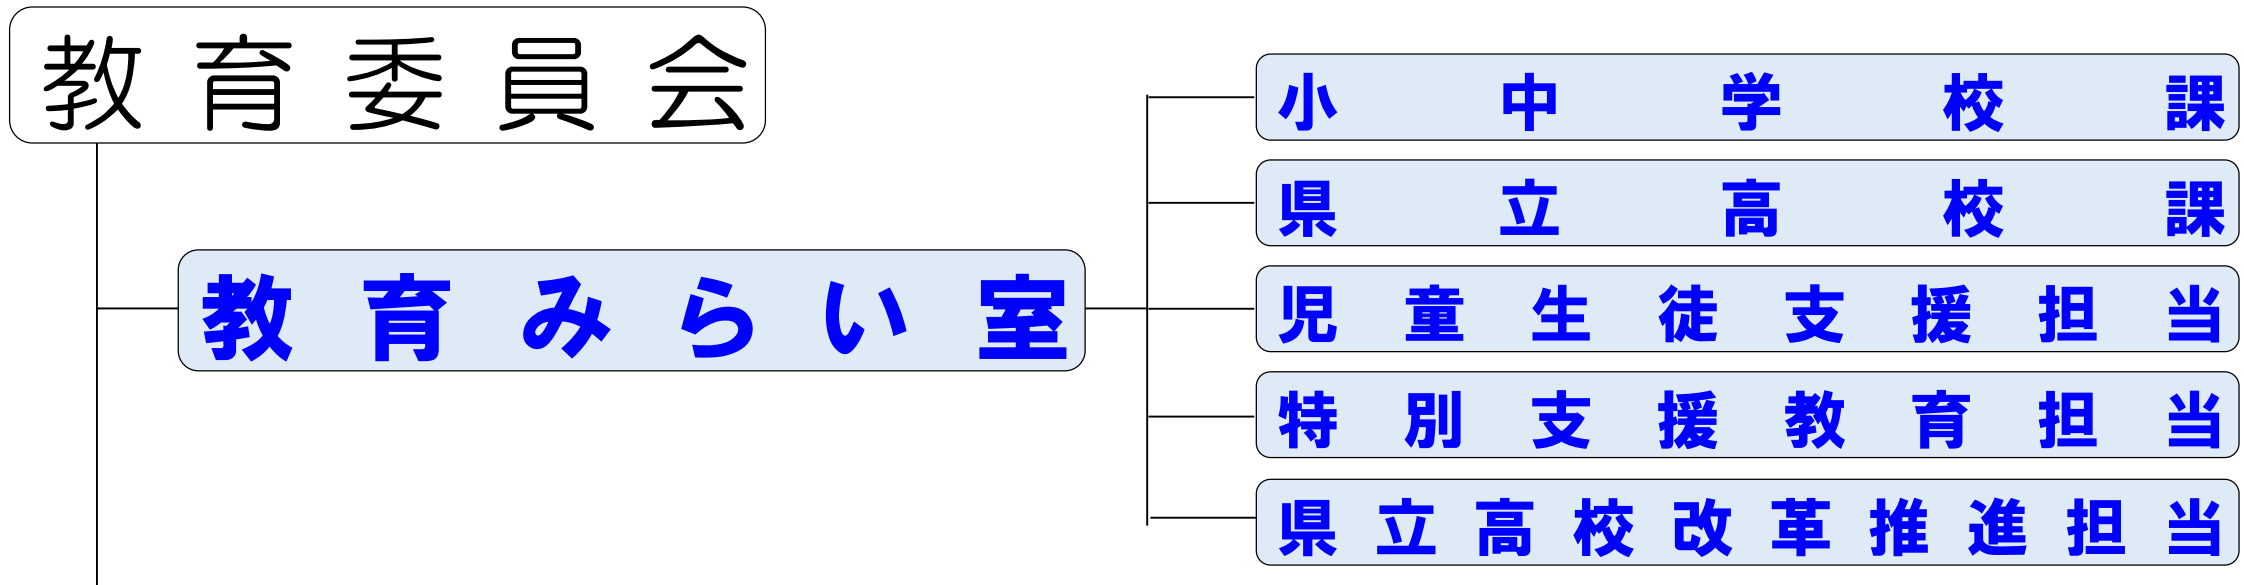 教育委員会
小中学校課
県立高校課
教育みらい室
児童生徒支援担当
特別支援教育担当
県立高校改革推進担当